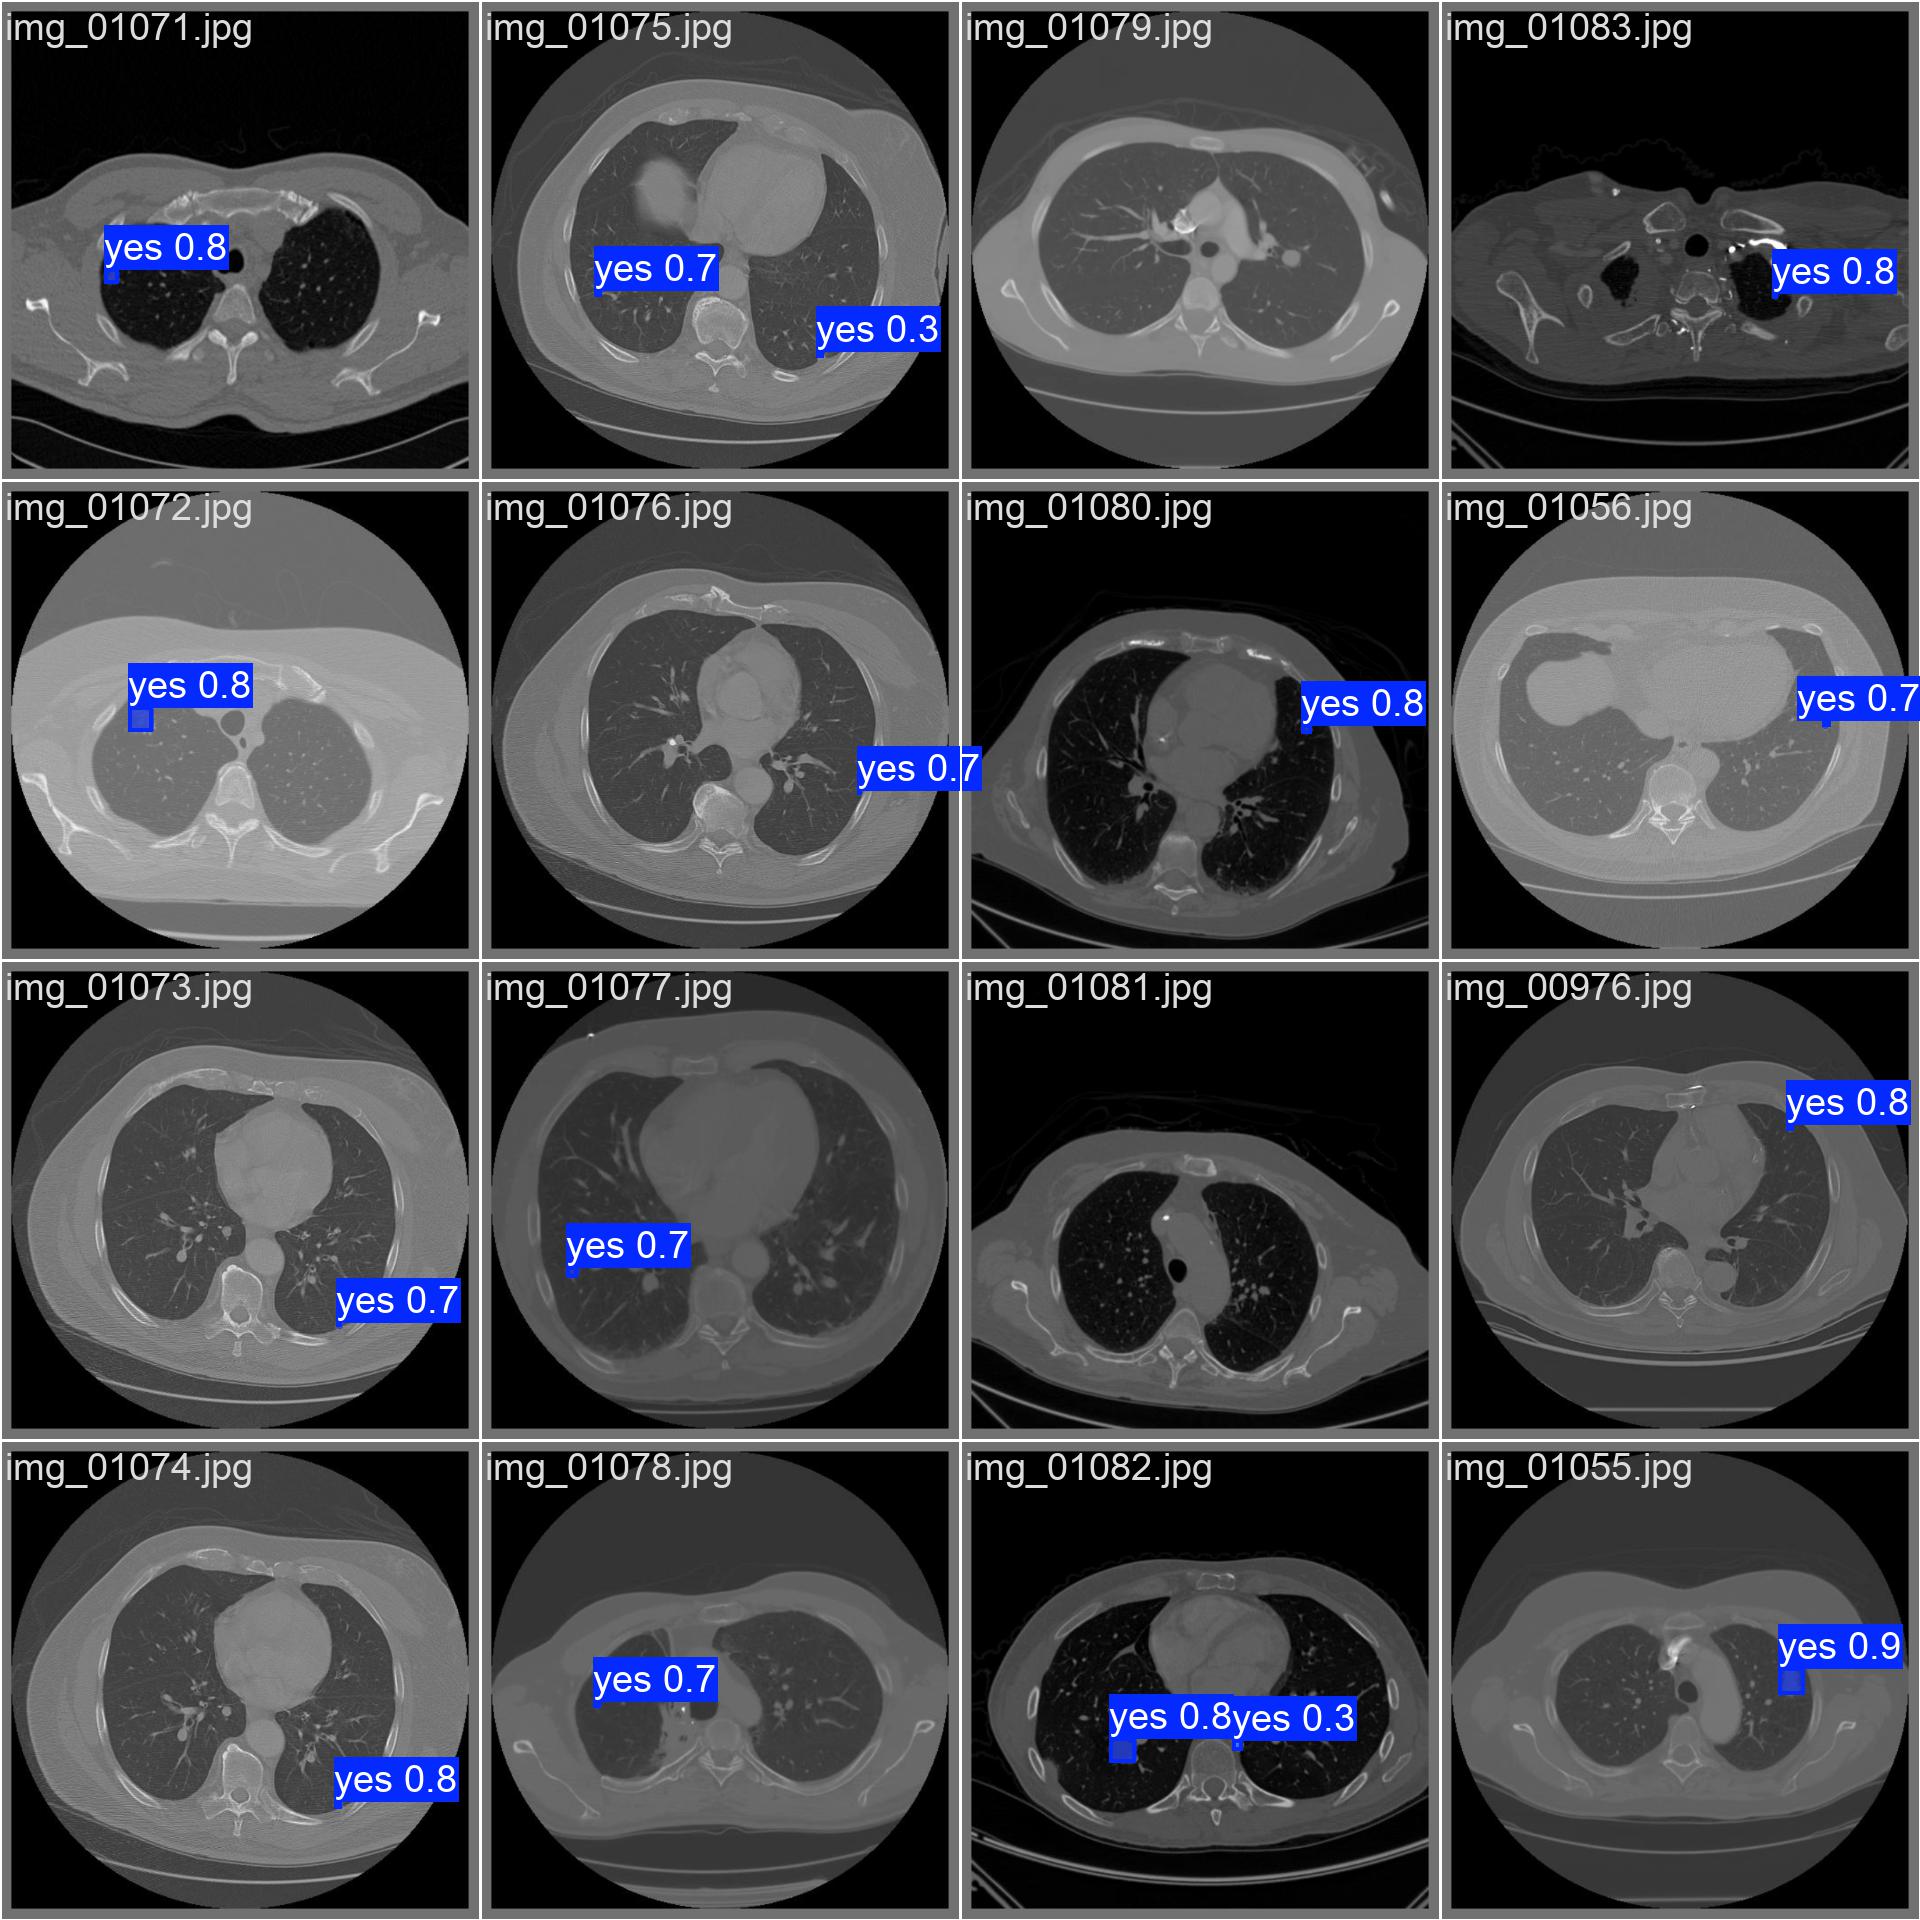 img_01071.jpg
yes 0.8
img_01075.jpg
yes 0.7
yes 0.3
img_01079.jpg
img_01083.jpg
yes 0.8
img_01072.jpg
yes 0.8
img_01076.jpg
yes 0.7
img_01080.jpg
yes 0.8
img_01056.jpg
yes 0.7
img_01073.jpg
yes 0.7
img_01077.jpg
yes 0.7
img_01081.jpg
img_00976.jpg
yes 0.8
img_01074.jpg
yes 0.8
img_01078.jpg
yes 0.7
img_01082.jpg
yes 0.8
yes 0.3
img_01055.jpg
yes 0.9